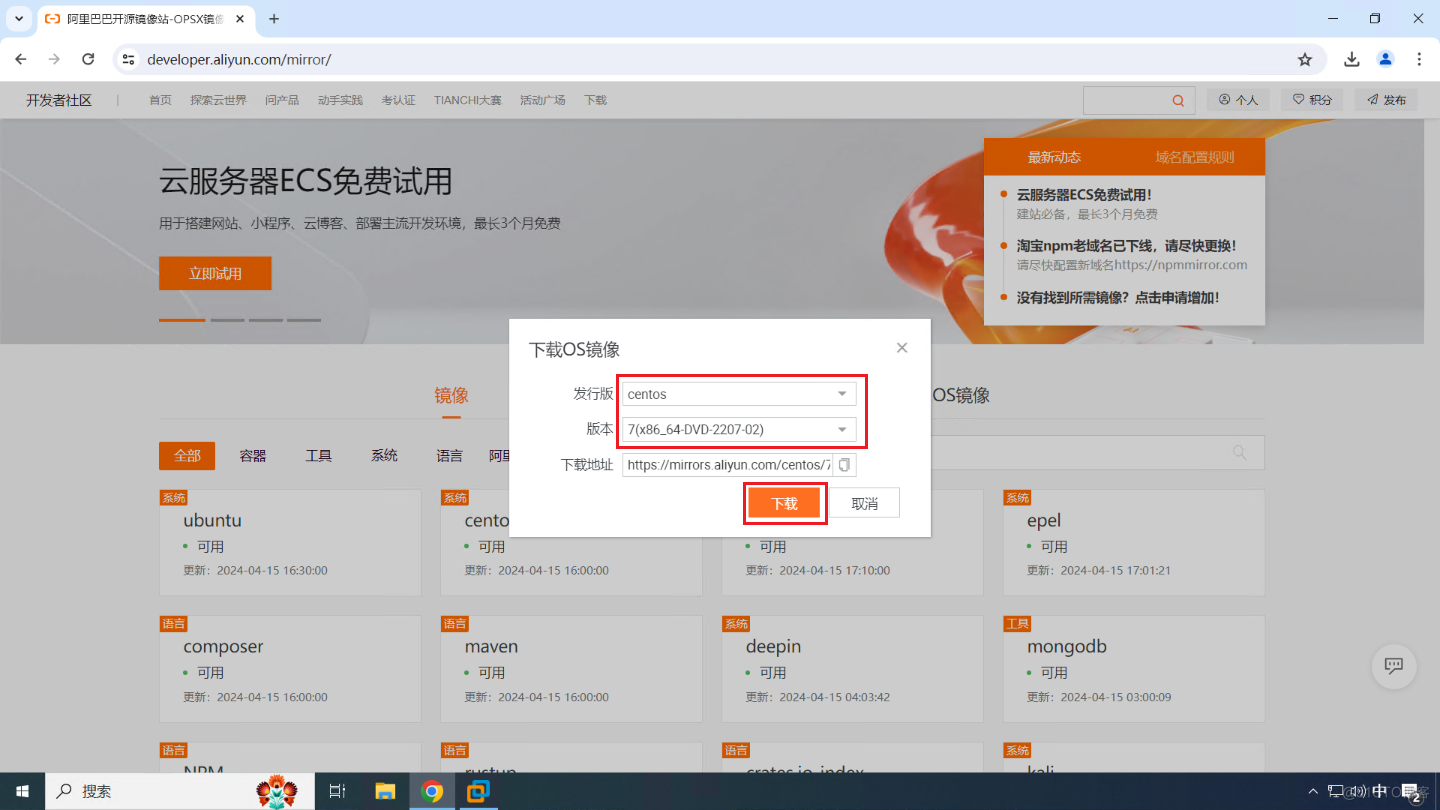 阿里巴巴开源镜像站-OPSX镜像
developer.aliyun.com/mirror/
开发者社区 | 首页 探索云世界 问产品 动手实践 考认证 TIANCHI大赛 活动广场 下载 个人 积分 发布
云服务器ECS免费试用
用于搭建网站、小程序、云博客、部署主流开发环境，最长3个月免费
立即试用
最新动态 域名配置规则
云服务器ECS免费试用！
建站必备，最长3个月免费
淘宝npm老域名已下线，请尽快更换！
请尽快配置新域名https://npmmirror.com
没有找到所需镜像？点击申请增加！
下载OS镜像
发行版 centos
版本 7(x86_64-DVD-2207-02)
下载地址 https://mirrors.aliyun.com/centos/7
下载 取消
镜像 OS镜像
全部 容器 工具 系统 语言 阿里
系统 系统 系统
ubuntu cento epel
可用 可用 可用 可用
更新：2024-04-15 16:30:00 更新：2024-04-15 16:00:00 更新：2024-04-15 17:10:00 更新：2024-04-15 17:01:21
语言 语言 系统 工具
composer maven deepin mongodb
可用 可用 可用 可用
更新：2024-04-15 16:00:00 更新：2024-04-15 16:00:00 更新：2024-04-15 04:03:42 更新：2024-04-15 03:00:09
语言 语言 语言 系统
NPM rustup crates.io-index kali
搜索
中
2